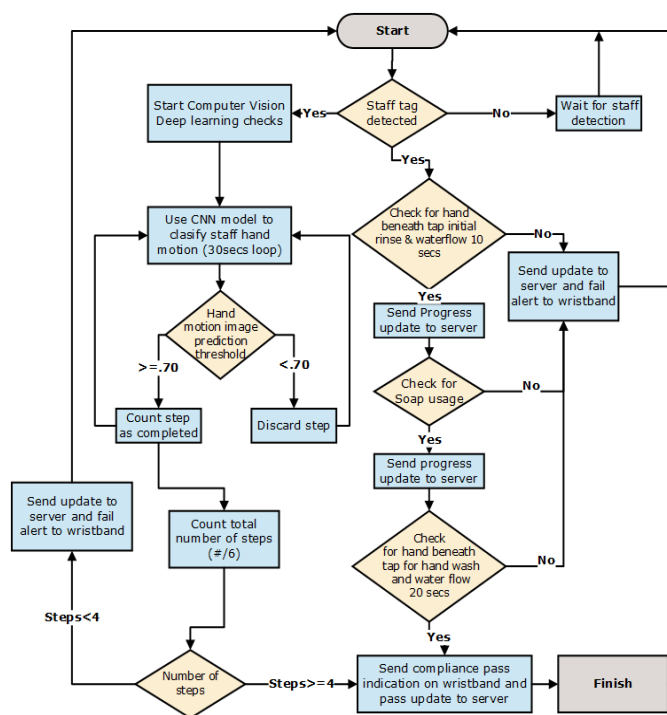 Start
Start Computer Vision
Deep learning checks
Yes
Staff tag
detected
No
Wait for staff
detection
Yes
Use CNN model to
clasify staff hand
motion (30secs loop)
Check for hand
beneath tap initial
rinse & waterflow 10
secs
No
Send update to
server and fail
alert to wristband
Yes
Hand
motion image
prediction
threshold
Send Progress
update to server
>=.70
<.70
Check for
Soap usage
No
Count step
as completed
Discard step
Yes
Send progress
update to server
Send update to
server and fail
alert to wristband
Count total
number of steps
(#/6)
Check
for hand beneath
tap for hand wash
and water flow
20 secs
No
Steps<4
Yes
Number of
steps
Steps>=4
Send compliance pass
indication on wristband and
pass update to server
Finish